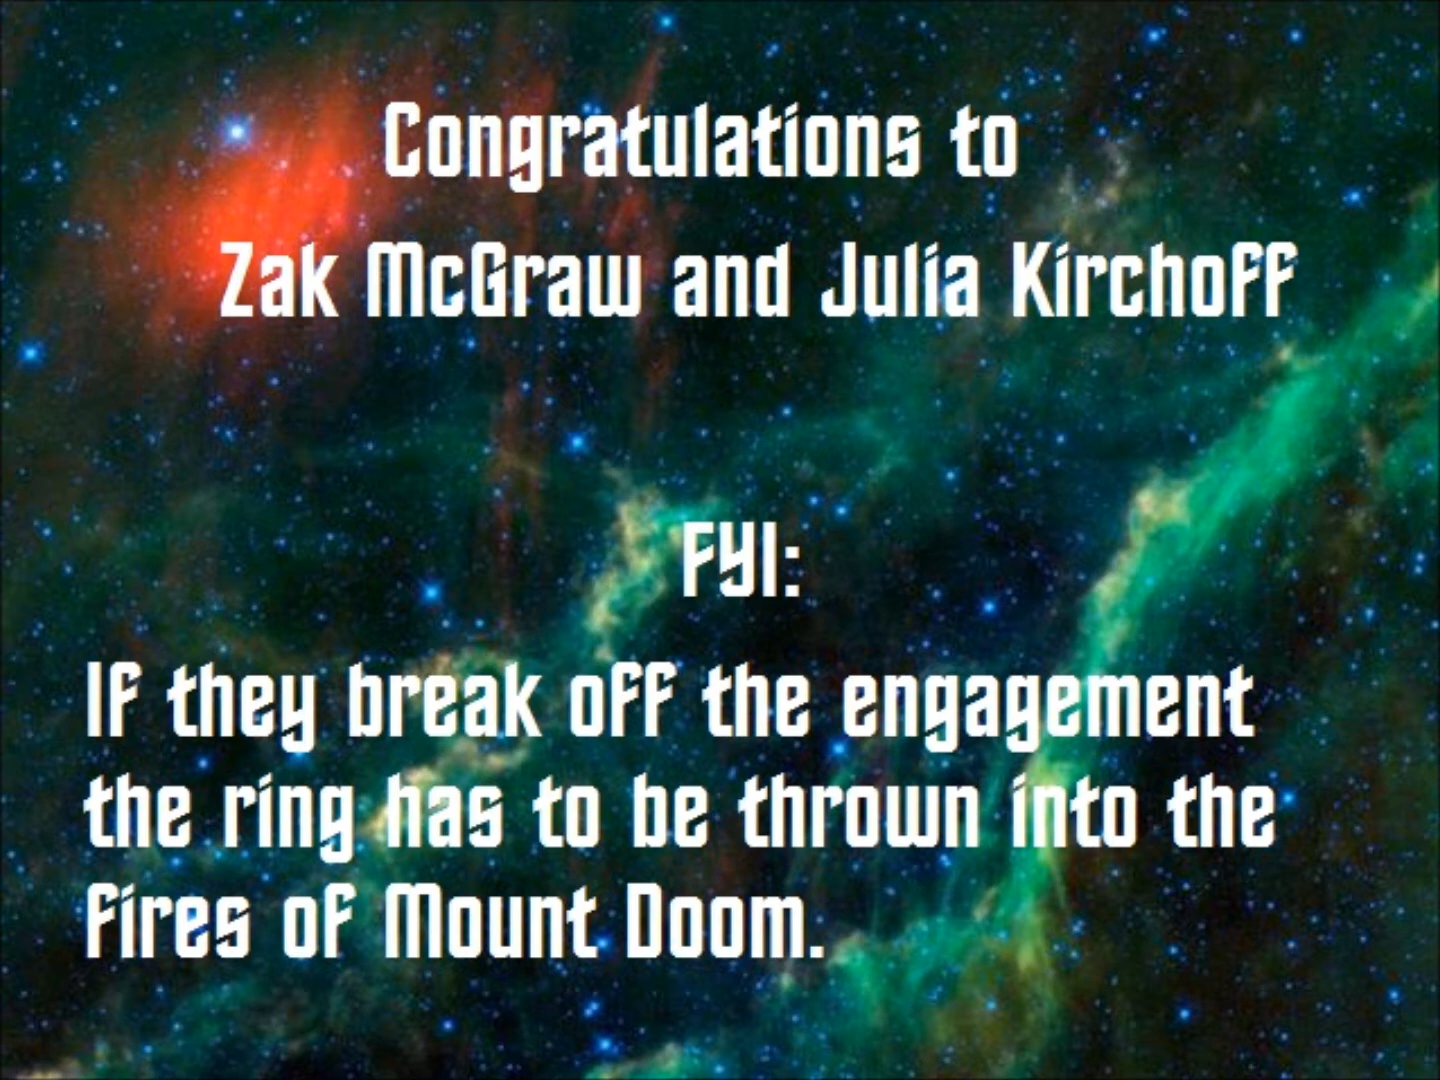 Congratulations to
Zak McGraw and Julia Kirchoff
FYI:
If they break off the engagement
the ring has to be thrown into the
fires of Mount Doom.